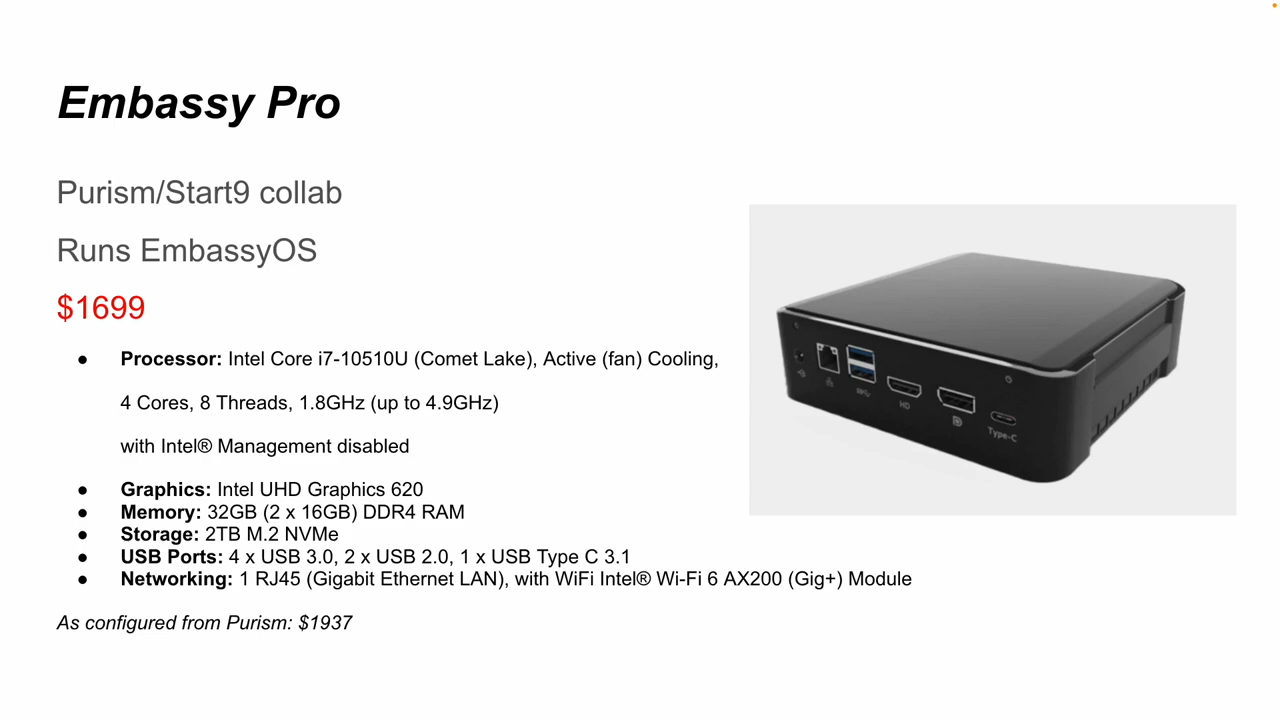 Embassy Pro
Purism/Start9 collab
Runs EmbassyOS
$1699
● Processor: Intel Core i7-10510U (Comet Lake), Active (fan) Cooling,
4 Cores, 8 Threads, 1.8GHz (up to 4.9GHz)
with Intel® Management disabled
● Graphics: Intel UHD Graphics 620
● Memory: 32GB (2 x 16GB) DDR4 RAM
● Storage: 2TB M.2 NVMe
● USB Ports: 4 x USB 3.0, 2 x USB 2.0, 1 x USB Type C 3.1
● Networking: 1 RJ45 (Gigabit Ethernet LAN), with WiFi Intel® Wi-Fi 6 AX200 (Gig+) Module
As configured from Purism: $1937
HD
Type-C